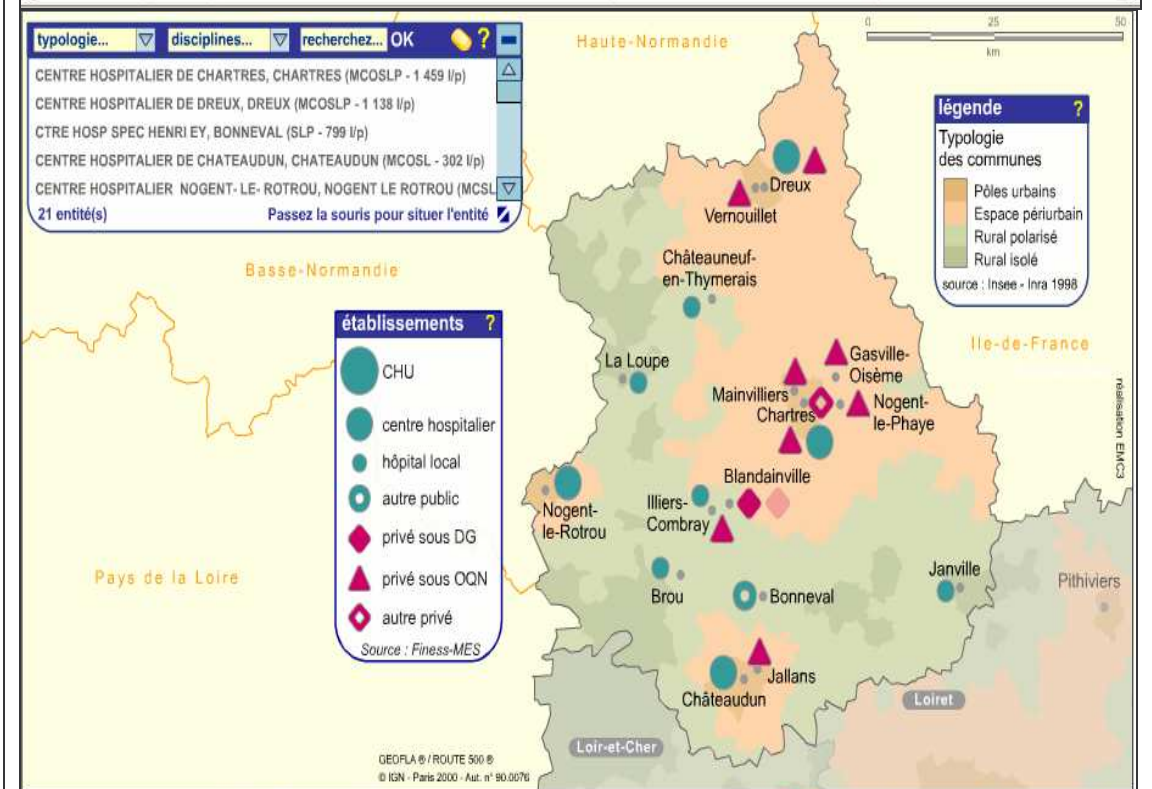 typologie... disciplines... recherchez... OK ?
CENTRE HOSPITALIER DE CHARTRES, CHARTRES (MCOSLP - 1 459 l/p)
CENTRE HOSPITALIER DE DREUX, DREUX (MCOSLP - 1 138 l/p)
CTRE HOSP SPEC HENRI EY, BONNEVAL (SLP - 799 l/p)
CENTRE HOSPITALIER DE CHATEAUDUN, CHATEAUDUN (MCOSL - 302 l/p)
CENTRE HOSPITALIER NOGENT- LE- ROTROU, NOGENT LE ROTROU (MCSL
21 entité(s) Passez la souris pour situer l'entité
Haute-Normandie
0 25 50
km
légende ?
Typologie
des communes
Pôles urbains
Espace périurbain
Rural polarisé
Rural isolé
source : Insee - Inra 1998
Dreux
Vernouillet
Basse-Normandie
Châteauneuf-
en-Thymerais
établissements ?
CHU
centre hospitalier
hôpital local
autre public
privé sous DG
privé sous OQN
autre privé
Source : Finess-MES
Ile-de-France
La Loupe
Gasville-
Oisème
Mainvilliers
Chartres
Nogent-
le-Phaye
réalisation EMC3
Blandainville
Illiers-
Combray
Nogent-
le-Rotrou
Pays de la Loire
Brou
Bonneval
Janville
Pithiviers
Jallans
Châteaudun
Loiret
Loir-et-Cher
GEOFLA ® / ROUTE 500 ®
© IGN - Paris 2000 - Aut. n° 90.0076